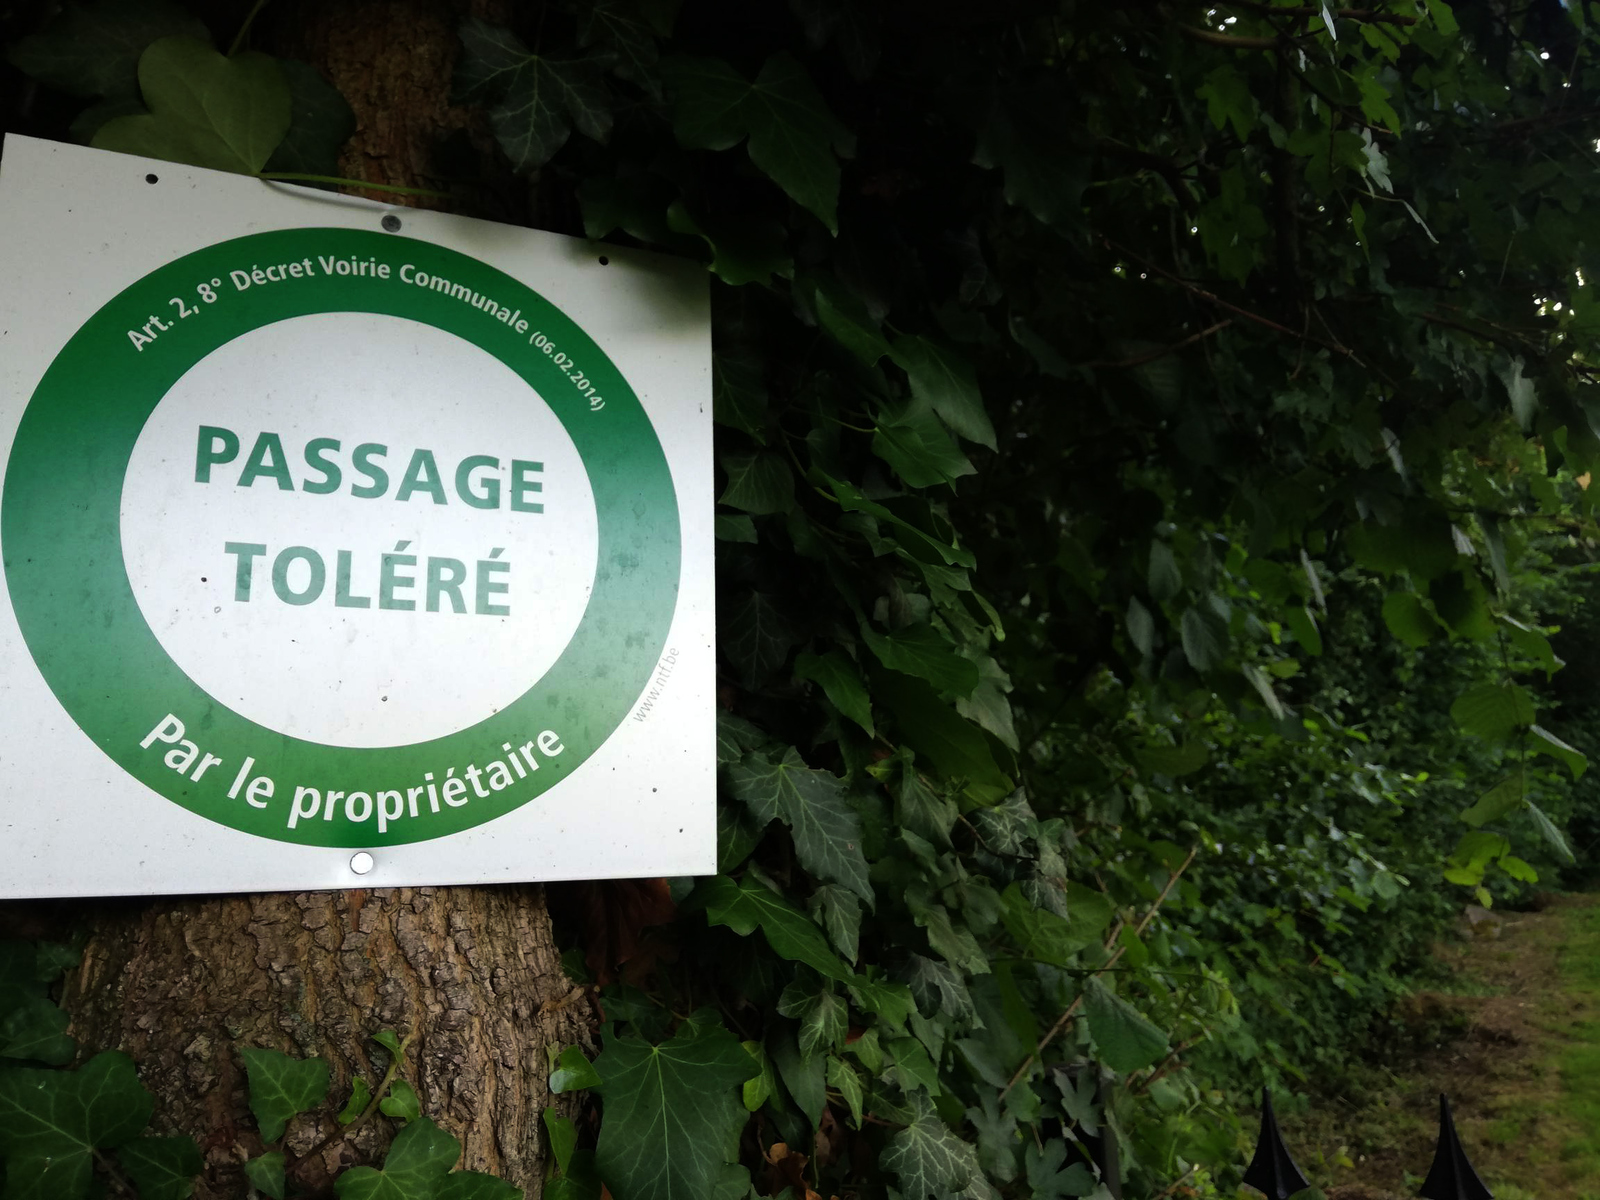 Art. 2, 8° Décret Voirie Communale (06.02.2014)
PASSAGE
TOLÉRÉ
Par le propriétaire
www.ntf.be